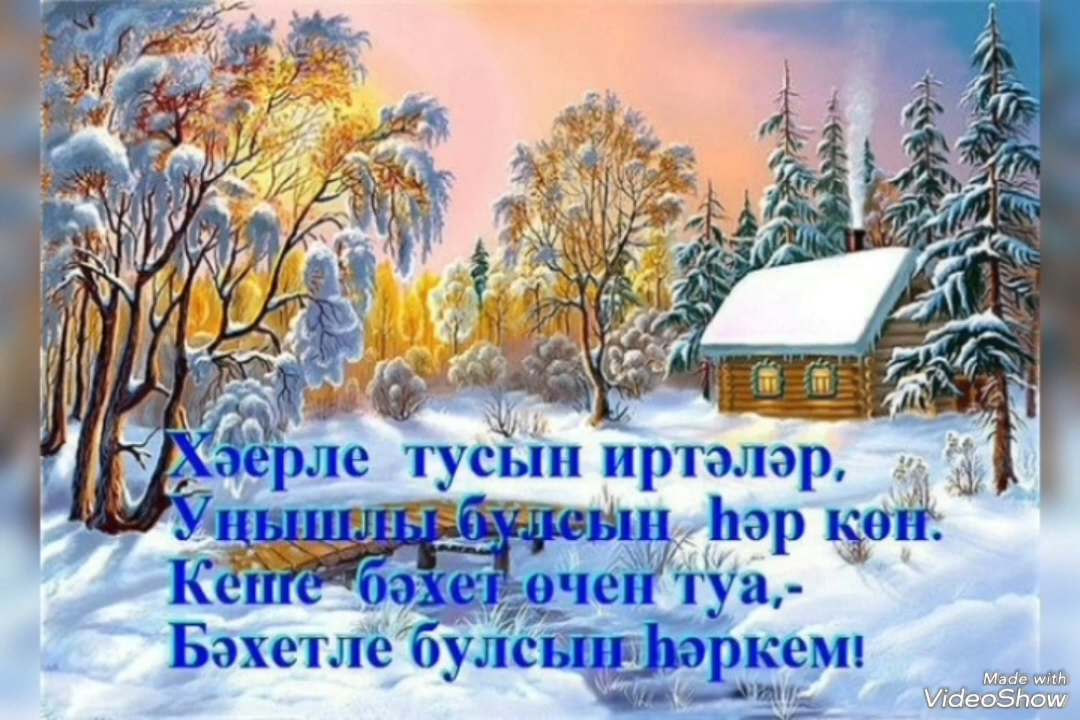 Хәерле тусын иртәләр,
Уңышлы булсын һәр көн.
Кеше бәхет өчен туа,-
Бәхетле булсын һәркем!
Made with
VideoShow